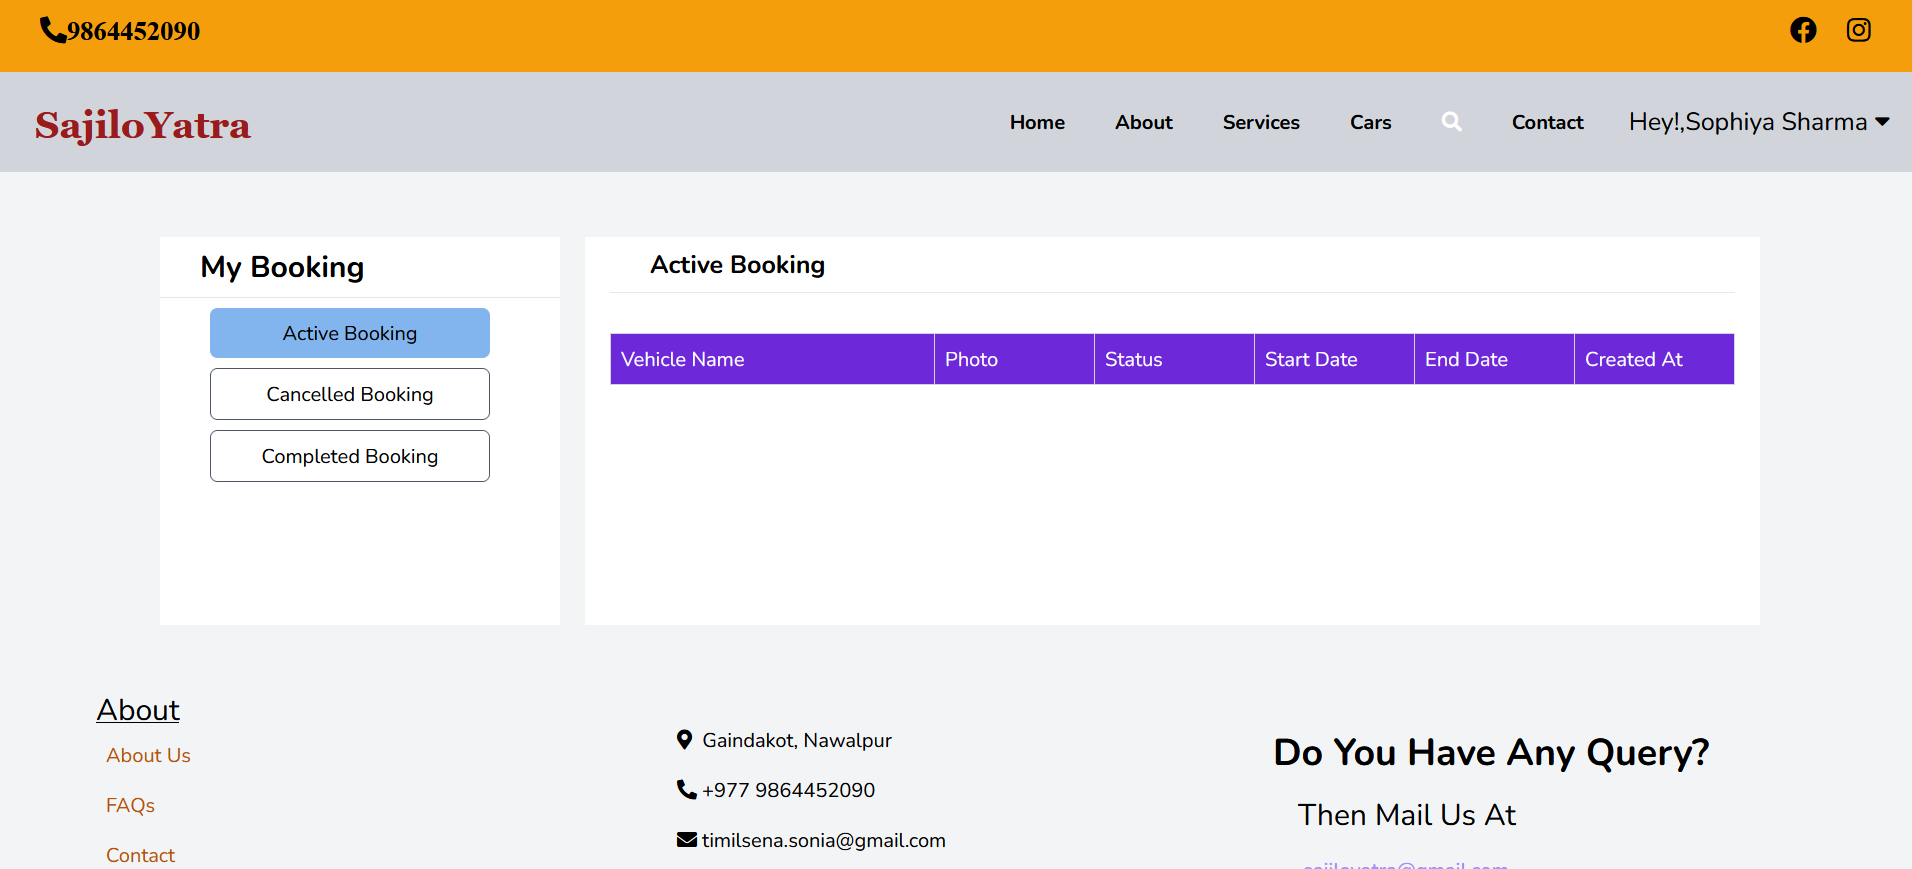 9864452090
SajiloYatra
Home About Services Cars Contact Hey!,Sophiya Sharma
My Booking
Active Booking
Cancelled Booking
Completed Booking
Active Booking
Vehicle Name Photo Status Start Date End Date Created At
About
About Us
FAQs
Contact
Gaindakot, Nawalpur
+977 9864452090
timilsena.sonia@gmail.com
Do You Have Any Query?
Then Mail Us At